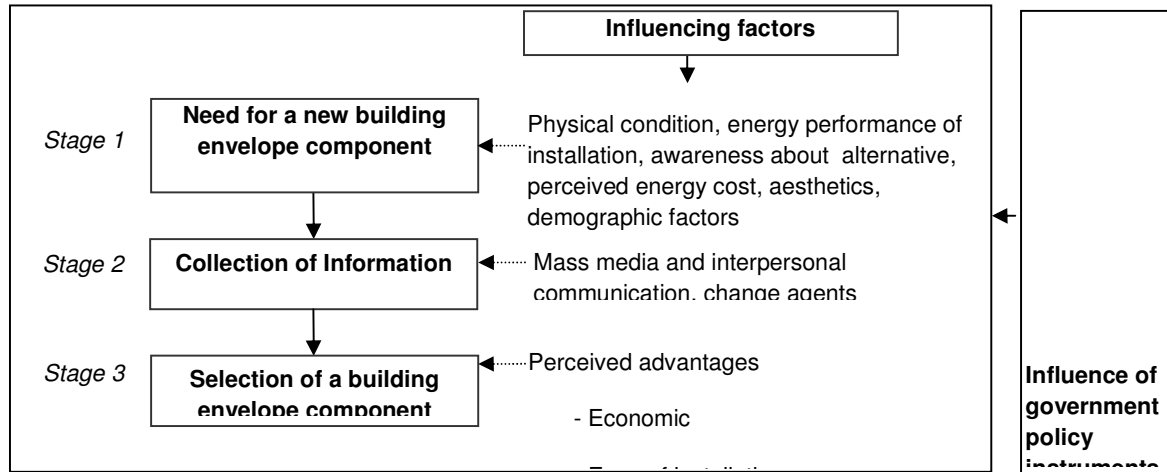 Influencing factors
Stage 1
Need for a new building
envelope component
Physical condition, energy performance of
installation, awareness about alternative,
perceived energy cost, aesthetics,
demographic factors
Stage 2
Collection of Information
Mass media and interpersonal
communication, change agents
Stage 3
Selection of a building
envelope component
Perceived advantages
- Economic
Influence of
government
policy
instruments